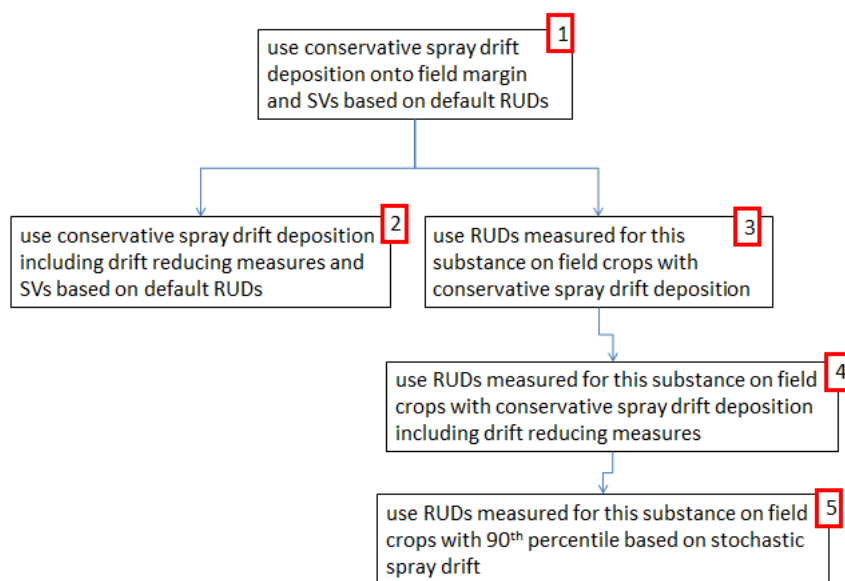 1
use conservative spray drift
deposition onto field margin
and SVs based on default RUDs
2
use conservative spray drift deposition
including drift reducing measures and
SVs based on default RUDs
3
use RUDs measured for this
substance on field crops with
conservative spray drift deposition
4
use RUDs measured for this substance on field
crops with conservative spray drift deposition
including drift reducing measures
5
use RUDs measured for this substance on field
crops with 90th percentile based on stochastic
spray drift